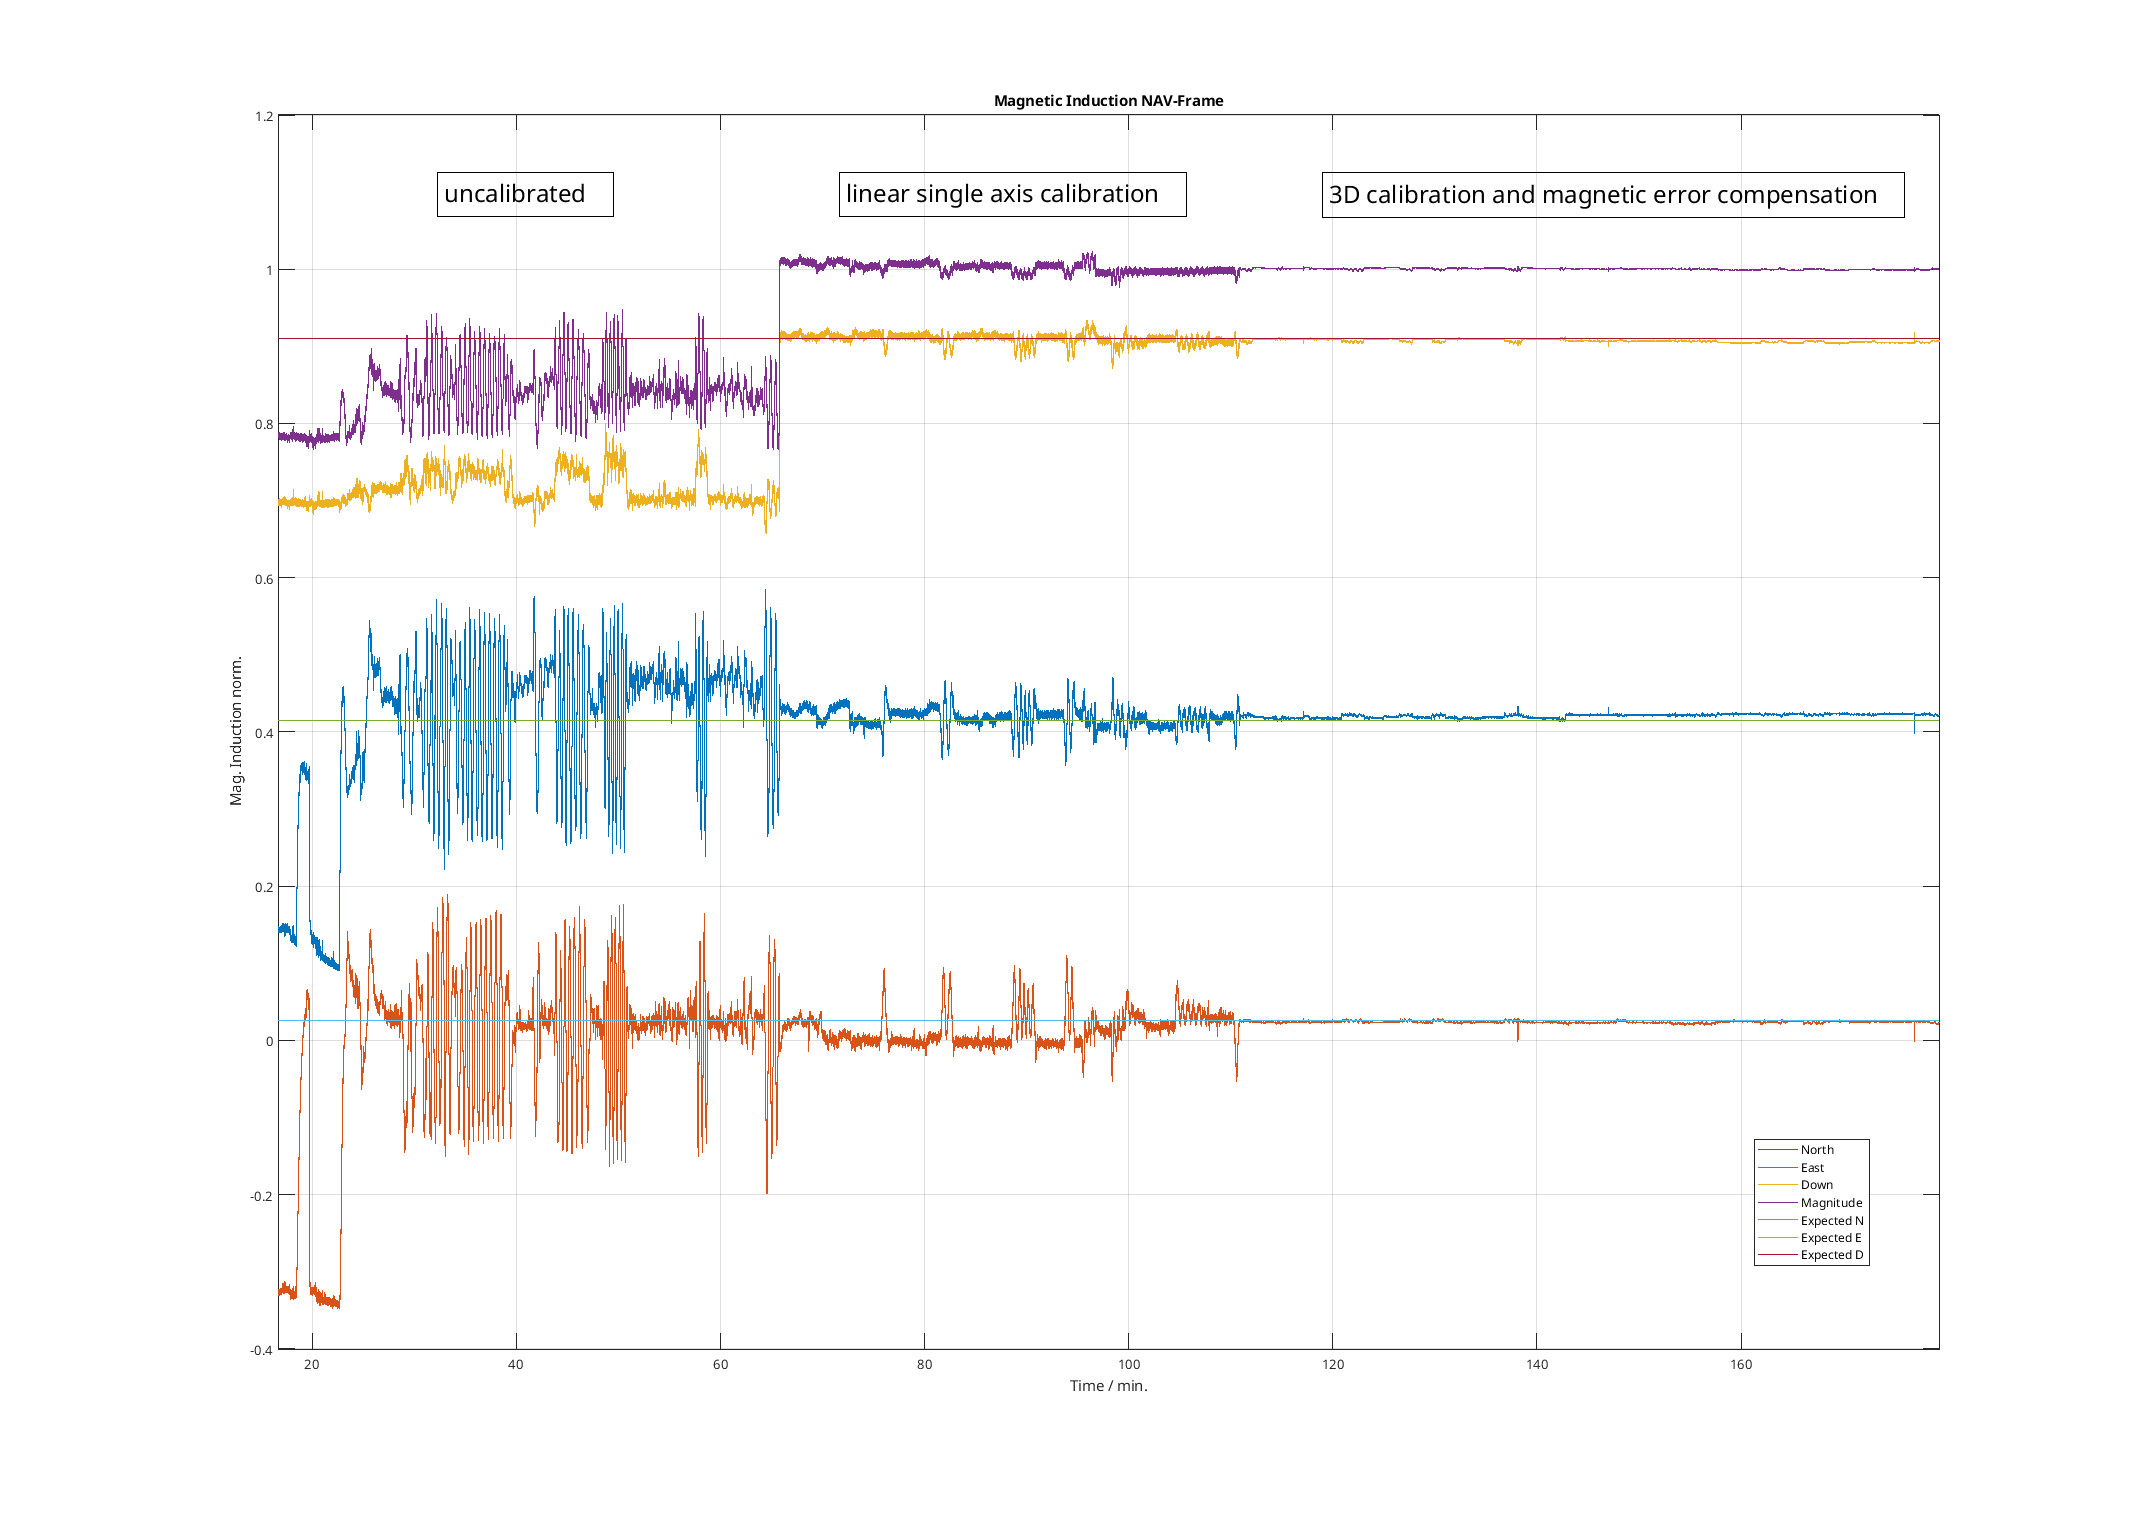 Magnetic Induction NAV-Frame
1.2
1
0.8
0.6
0.4
0.2
0
-0.2
-0.4
Mag. Induction norm.
uncalibrated
linear single axis calibration
3D calibration and magnetic error compensation
North
East
Down
Magnitude
Expected N
Expected E
Expected D
20 40 60 80 100 120 140 160
Time / min.